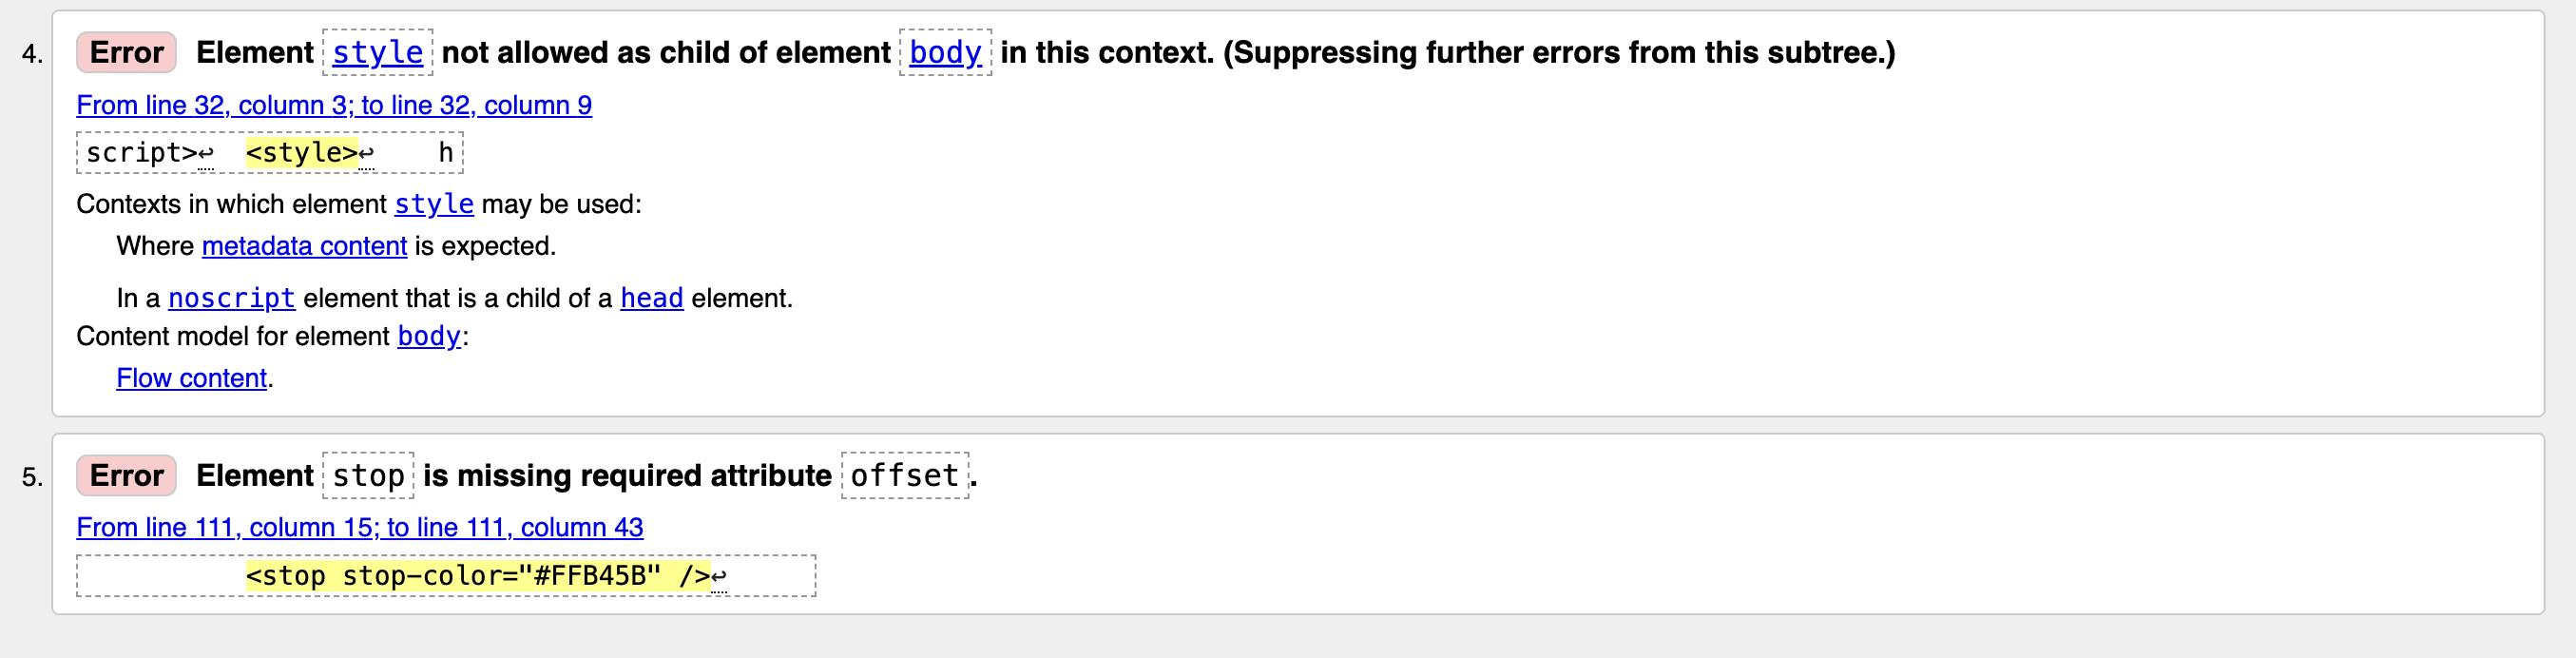 4. Error Element style not allowed as child of element body in this context. (Suppressing further errors from this subtree.)
From line 32, column 3; to line 32, column 9
script>↩ <style>↩ h
Contexts in which element style may be used:
Where metadata content is expected.
In a noscript element that is a child of a head element.
Content model for element body:
Flow content.
5. Error Element stop is missing required attribute offset.
From line 111, column 15; to line 111, column 43
<stop stop-color="#FFB45B" />↩